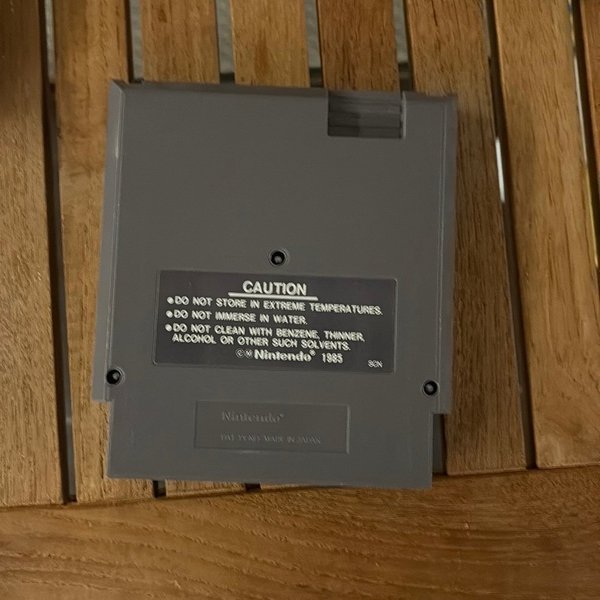 CAUTION
●DO NOT STORE IN EXTREME TEMPERATURES.
●DO NOT IMMERSE IN WATER.
●DO NOT CLEAN WITH BENZENE, THINNER,
ALCOHOL OR OTHER SUCH SOLVENTS.
©Nintendo® 1985
SCN
Nintendo®
MADE IN JAPAN